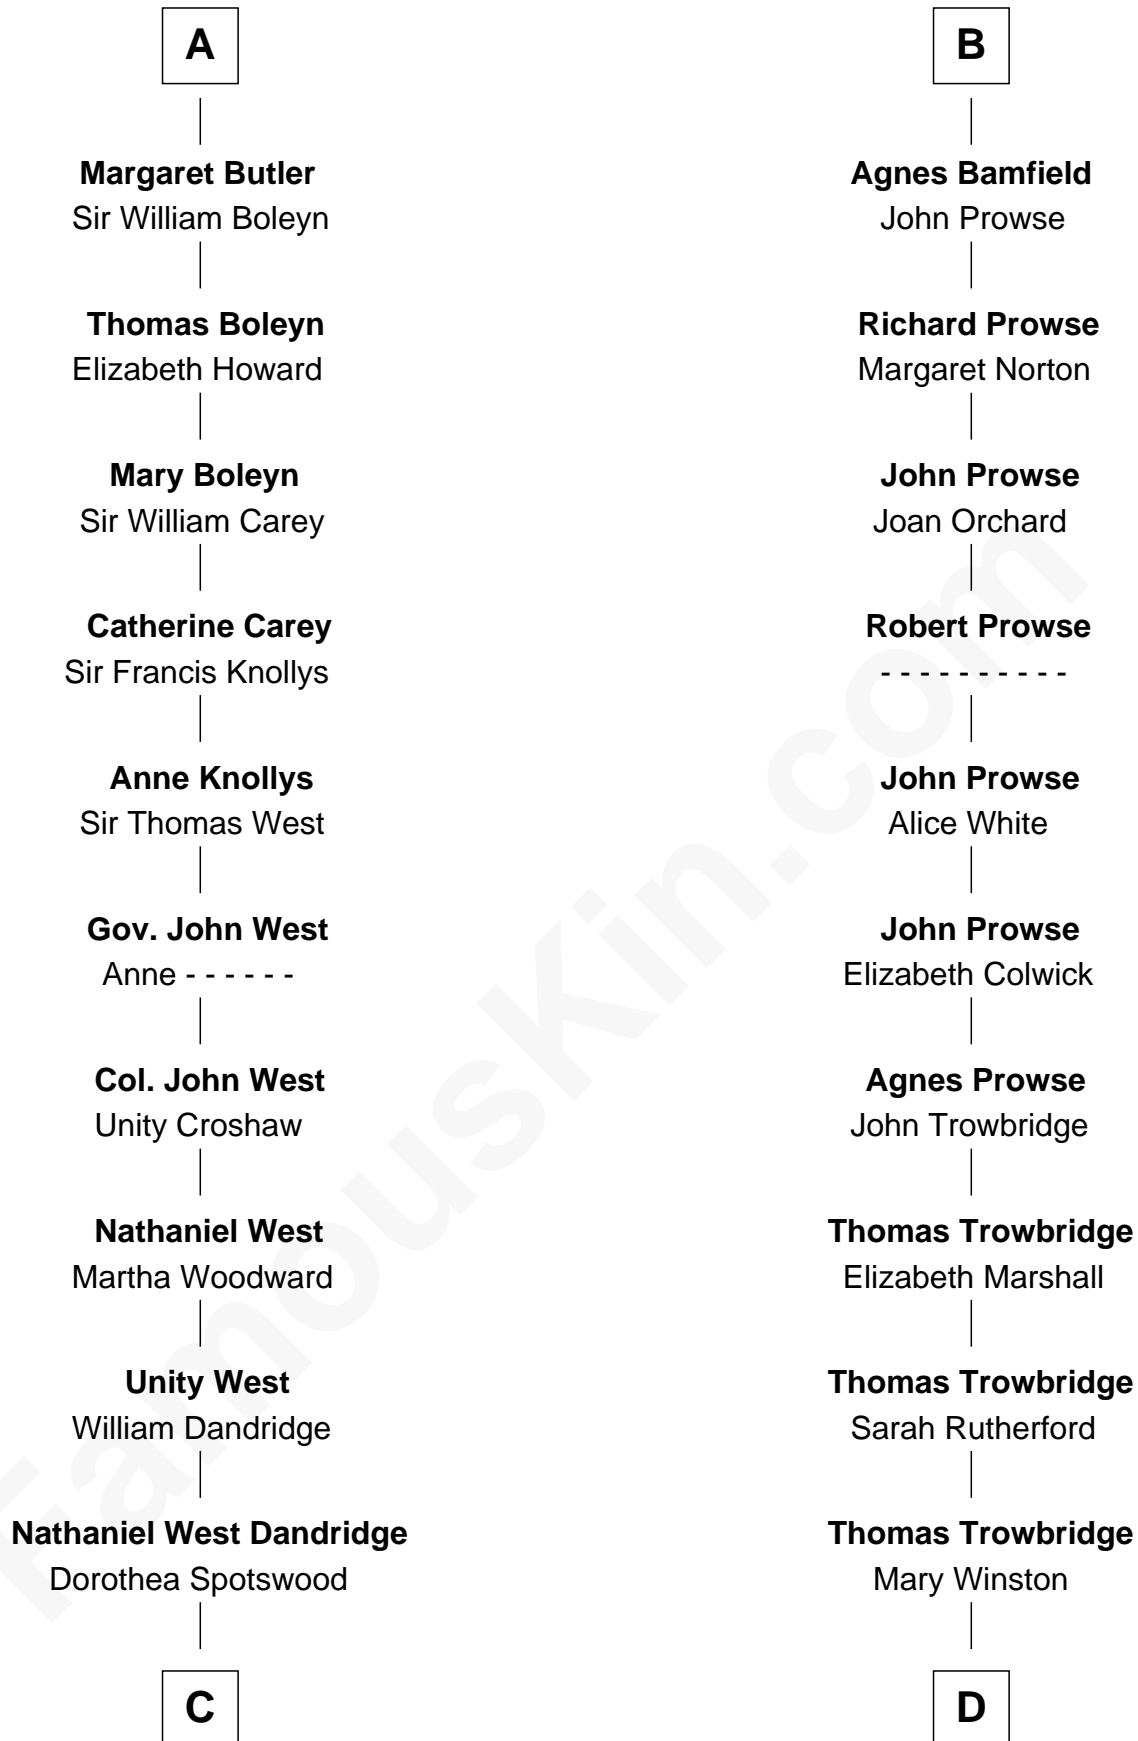 A
Margaret Butler
Sir William Boleyn
Thomas Boleyn
Elizabeth Howard
Mary Boleyn
Sir William Carey
Catherine Carey
Sir Francis Knollys
Anne Knollys
Sir Thomas West
Gov. John West
Anne - - - - - -
Col. John West
Unity Croshaw
Nathaniel West
Martha Woodward
Unity West
William Dandridge
Nathaniel West Dandridge
Dorothea Spotswood
C
B
Agnes Bamfield
John Prowse
Richard Prowse
Margaret Norton
John Prowse
Joan Orchard
Robert Prowse
- - - - - - - - - -
John Prowse
Alice White
John Prowse
Elizabeth Colwick
Agnes Prowse
John Trowbridge
Thomas Trowbridge
Elizabeth Marshall
Thomas Trowbridge
Sarah Rutherford
Thomas Trowbridge
Mary Winston
D
FamousKin.com